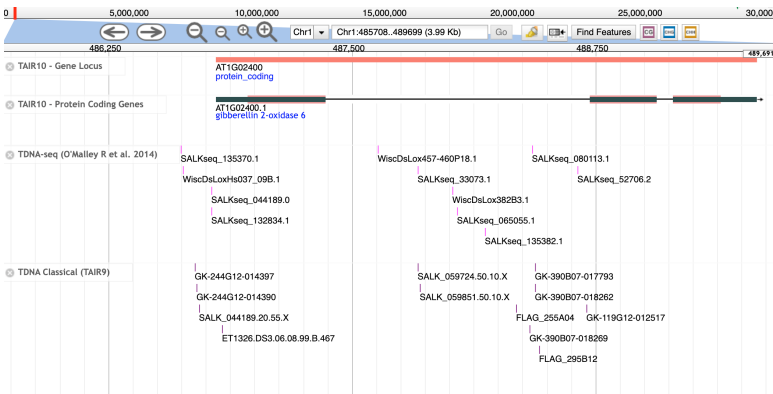 0 5,000,000 10,000,000 15,000,000 20,000,000 25,000,000 30,000,000
Chr1 Chr1:485708..489699 (3.99 Kb) Go Find Features CG CHG CHH
486,250 487,500 488,750
489,691
TAIR10 - Gene Locus
AT1G02400
protein_coding
TAIR10 - Protein Coding Genes
AT1G02400.1
gibberellin 2-oxidase 6
TDNA-seq (O'Malley R et al. 2014)
SALKseq_135370.1 WiscDsLox457-460P18.1 SALKseq_080113.1
WiscDsLoxHs037_09B.1 SALKseq_33073.1 SALKseq_52706.2
SALKseq_044189.0 WiscDsLox382B3.1
SALKseq_132834.1 SALKseq_065055.1
SALKseq_135382.1
TDNA Classical (TAIR9)
GK-244G12-014397 SALK_059724.50.10.X GK-390B07-017793
GK-244G12-014390 SALK_059851.50.10.X GK-390B07-018262
SALK_044189.20.55.X FLAG_255A04 GK-119G12-012517
ET1326.DS3.06.08.99.B.467 GK-390B07-018269
FLAG_295B12